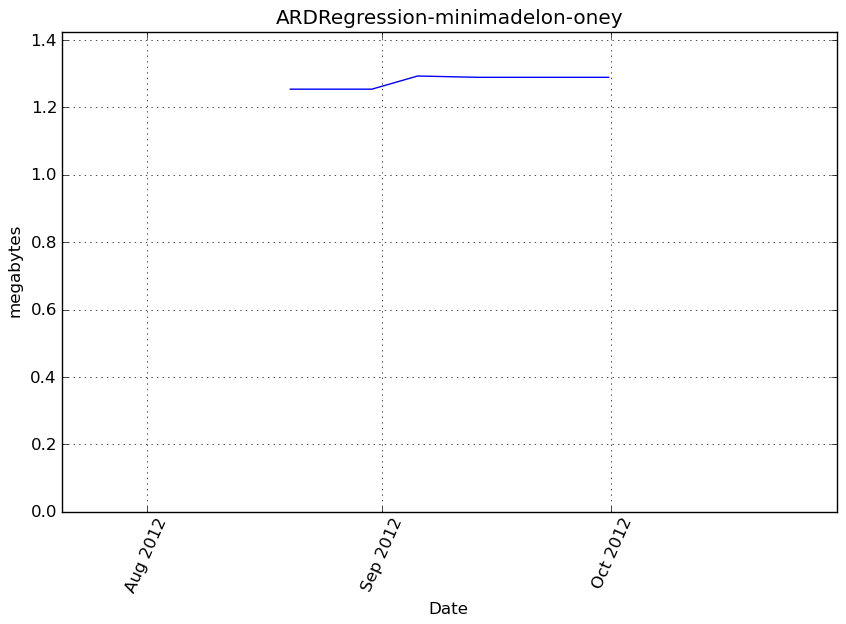 ARDRegression-minimadelon-oney
1.4
1.2
1.0
0.8
0.6
0.4
0.2
0.0
megabytes
Aug 2012
Sep 2012
Oct 2012
Date